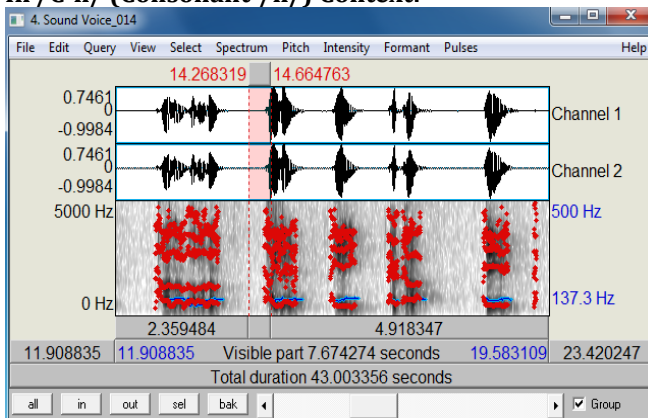 4. Sound Voice_014
File Edit Query View Select Spectrum Pitch Intensity Formant Pulses Help
14.268319 14.664763
0.7461
0
-0.9984
Channel 1
0.7461
0
-0.9984
Channel 2
5000 Hz 500 Hz
0 Hz 137.3 Hz
2.359484 4.918347
11.908835 11.908835 Visible part 7.674274 seconds 19.583109 23.420247
Total duration 43.003356 seconds
all in out sel bak Group